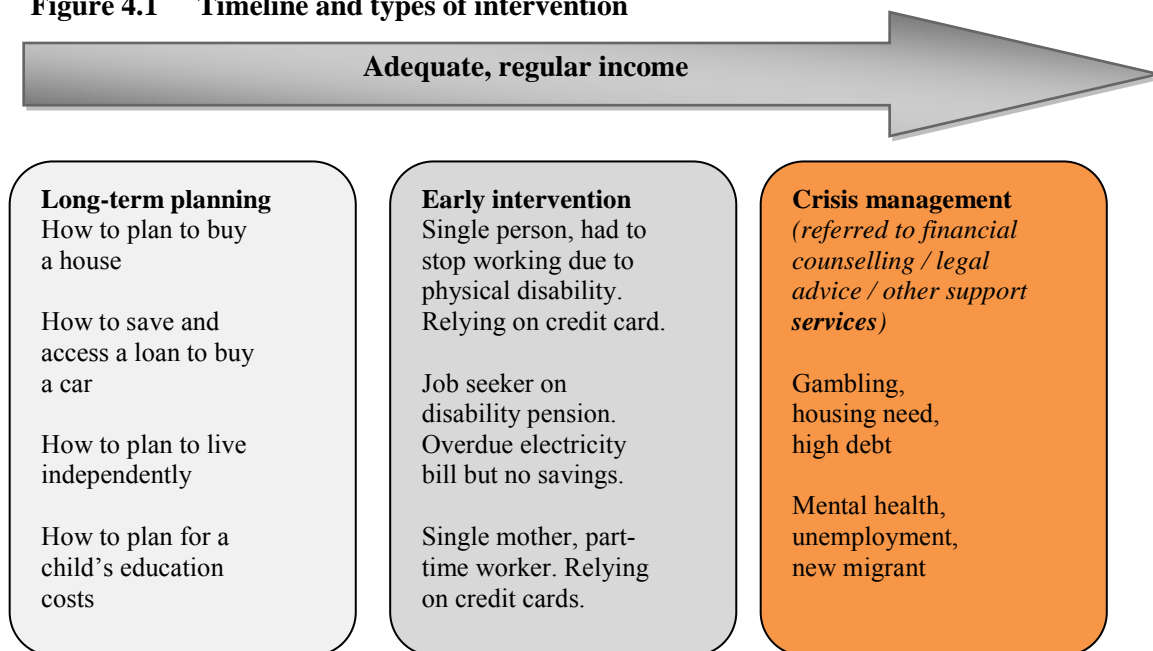 Figure 4.1 Timeline and types of intervention
Adequate, regular income
Long-term planning
How to plan to buy
a house
How to save and
access a loan to buy
a car
How to plan to live
independently
How to plan for a
child’s education
costs
Early intervention
Single person, had to
stop working due to
physical disability.
Relying on credit card.
Job seeker on
disability pension.
Overdue electricity
bill but no savings.
Single mother, part-
time worker. Relying
on credit cards.
Crisis management
(referred to financial
counselling / legal
advice / other support
services)
Gambling,
housing need,
high debt
Mental health,
unemployment,
new migrant